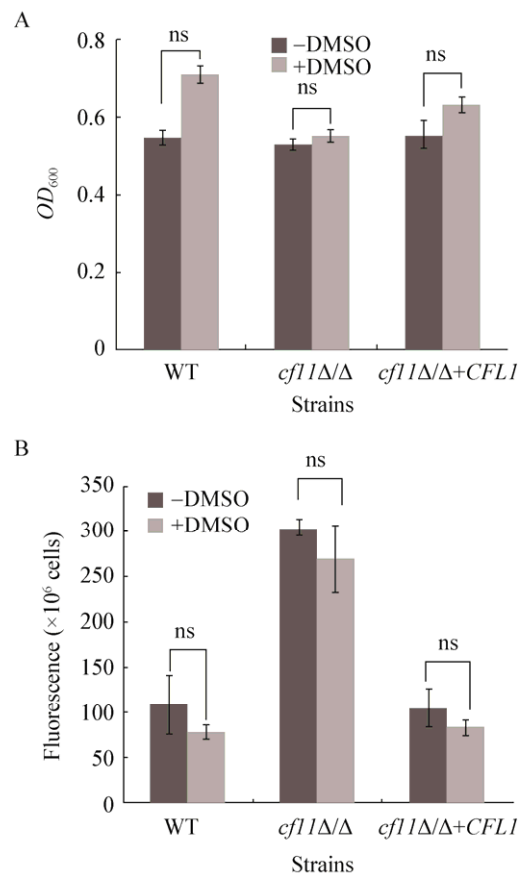 A
0.8
0.6
0.4
0.2
0
OD600
ns
ns
ns
–DMSO
+DMSO
WT
cfl1Δ/Δ
cfl1Δ/Δ+CFL1
Strains
B
350
300
250
200
150
100
50
0
Fluorescence (×10⁶ cells)
–DMSO
+DMSO
ns
ns
ns
WT
cfl1Δ/Δ
cfl1Δ/Δ+CFL1
Strains